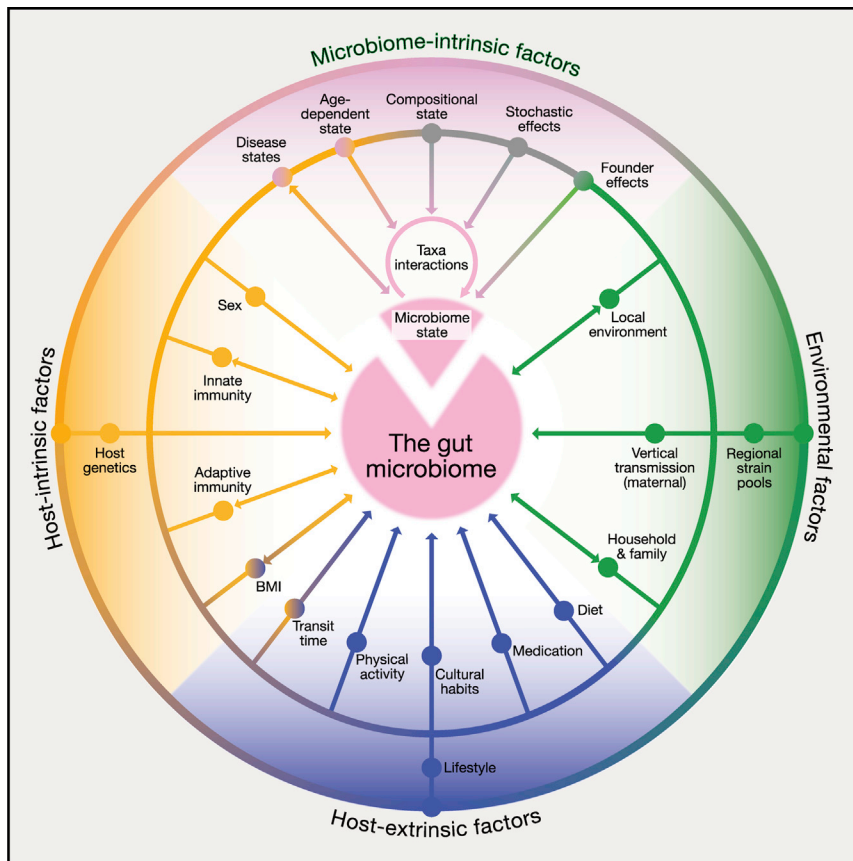 Microbiome-intrinsic factors
Age-
dependent
state
Compositional
state
Stochastic
effects
Disease
states
Founder
effects
Taxa
interactions
Microbiome
state
Sex
Local
environment
Innate
immunity
Host-intrinsic factors
Host
genetics
The gut
microbiome
Vertical
transmission
(maternal)
Regional
strain
pools
Environmental factors
Adaptive
immunity
Household
& family
BMI
Transit
time
Diet
Physical
activity
Cultural
habits
Medication
Lifestyle
Host-extrinsic factors